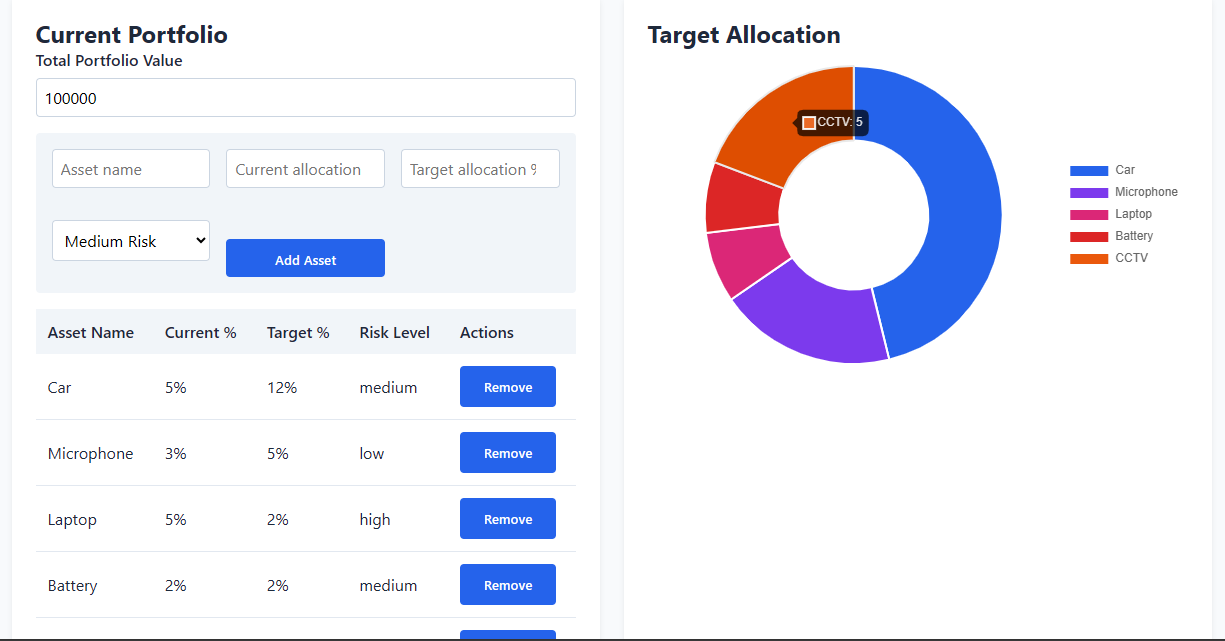 Current Portfolio
Total Portfolio Value
100000
Asset name
Current allocation
Target allocation %
Medium Risk
Add Asset
Asset Name Current % Target % Risk Level Actions
Car 5% 12% medium Remove
Microphone 3% 5% low Remove
Laptop 5% 2% high Remove
Battery 2% 2% medium Remove
Target Allocation
CCTV: 5
Car
Microphone
Laptop
Battery
CCTV